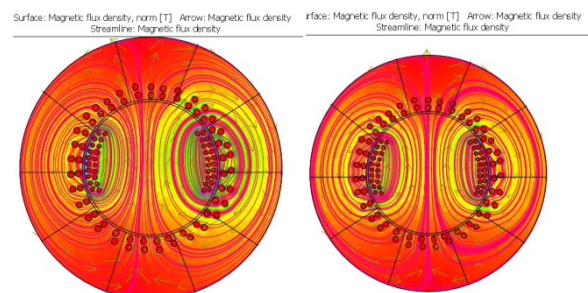 Surface: Magnetic flux density, norm [T] Arrow: Magnetic flux density
Streamline: Magnetic flux density
urface: Magnetic flux density, norm [T] Arrow: Magnetic flux density
Streamline: Magnetic flux density